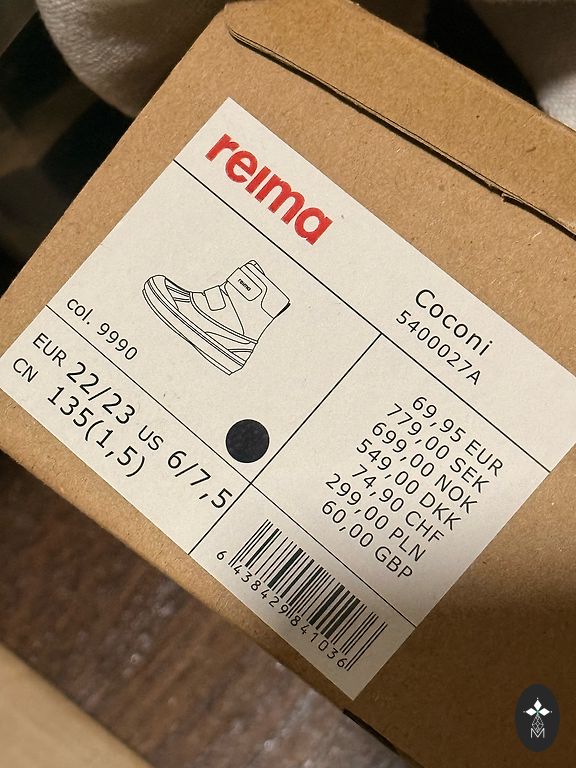 reima
Coconi
5400027A
reima
col. 9990
69,95 EUR
779,00 SEK
699,00 NOK
549,00 DKK
74,90 CHF
299,00 PLN
60,00 GBP
EUR 22/23 US 6/7,5
CN 135(1,5)
6 438429 841036
M